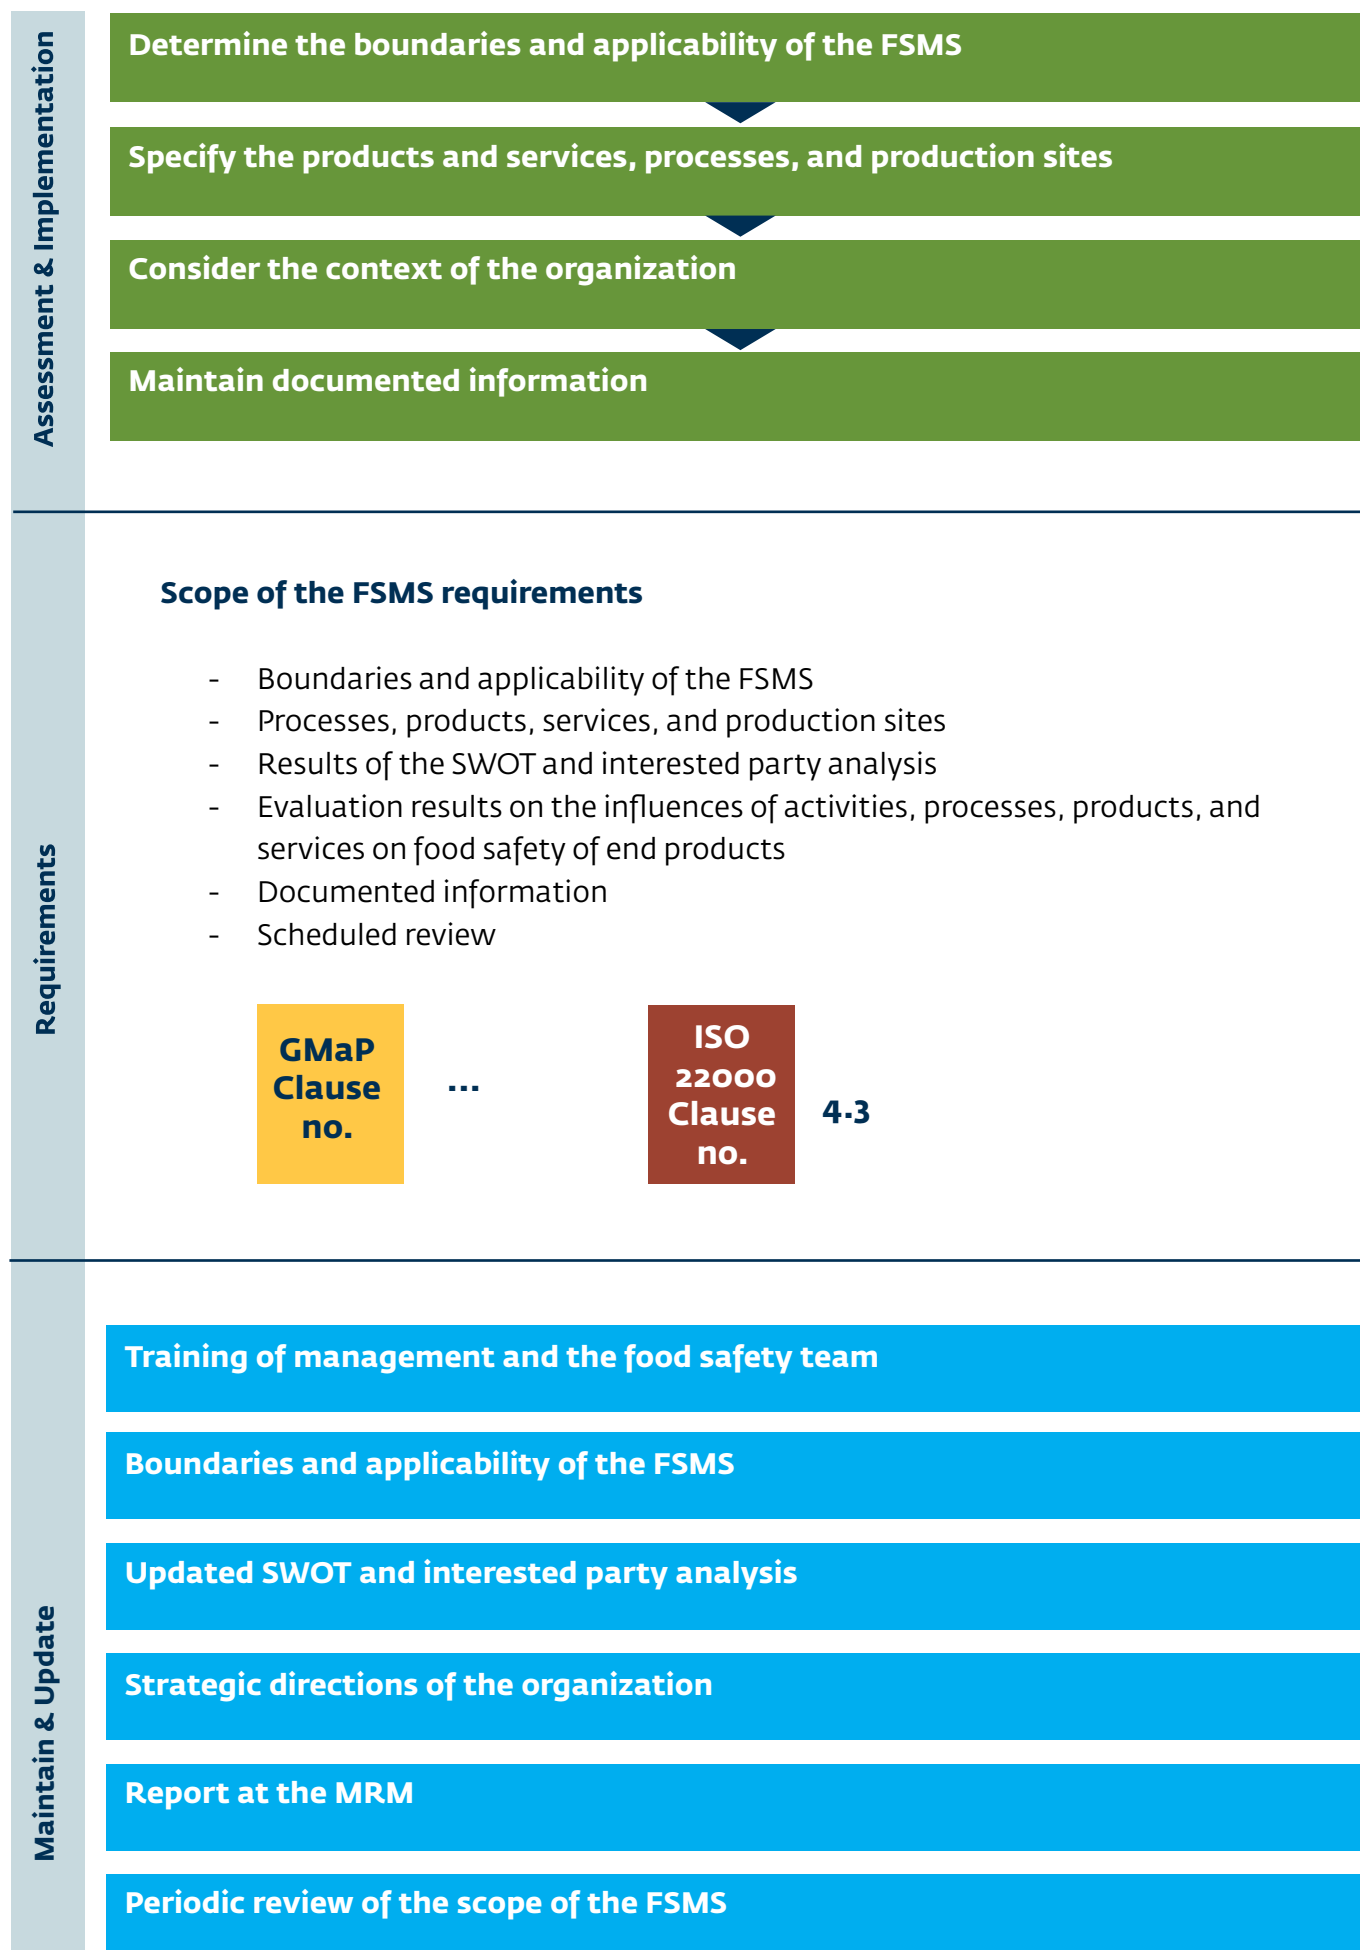 Assessment & Implementation
Determine the boundaries and applicability of the FSMS
Specify the products and services, processes, and production sites
Consider the context of the organization
Maintain documented information
Requirements
Scope of the FSMS requirements
- Boundaries and applicability of the FSMS
- Processes, products, services, and production sites
- Results of the SWOT and interested party analysis
- Evaluation results on the influences of activities, processes, products, and
services on food safety of end products
- Documented information
- Scheduled review
GMaP
Clause
no.
...
ISO
22000
Clause
no.
4.3
Maintain & Update
Training of management and the food safety team
Boundaries and applicability of the FSMS
Updated SWOT and interested party analysis
Strategic directions of the organization
Report at the MRM
Periodic review of the scope of the FSMS